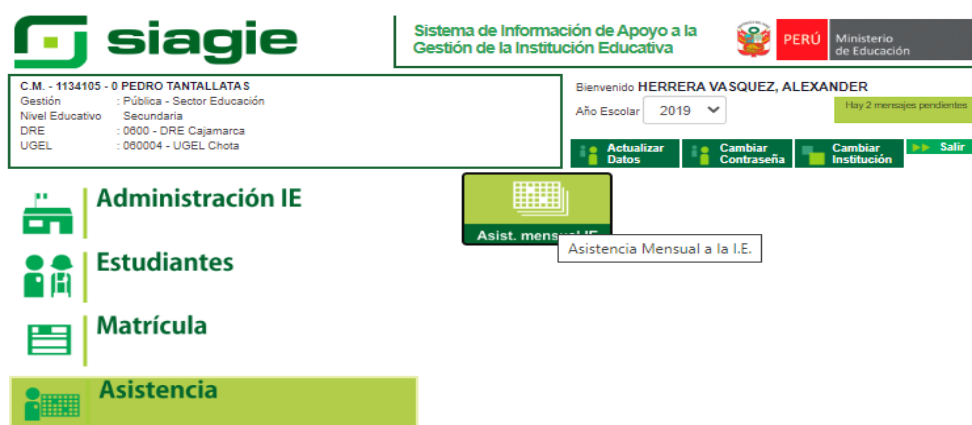 siagie
Sistema de Información de Apoyo a la
Gestión de la Institución Educativa
PERÚ
Ministerio
de Educación
C.M. - 1134105 - 0 PEDRO TANTALLATAS
Gestión : Pública - Sector Educación
Nivel Educativo Secundaria
DRE : 0600 - DRE Cajamarca
UGEL : 060004 - UGEL Chota
Bienvenido HERRERA VASQUEZ, ALEXANDER
Año Escolar 2019
Hay 2 mensajes pendientes
Actualizar
Datos
Cambiar
Contraseña
Cambiar
Institución
Salir
Administración IE
Asist. mensual IE
Asistencia Mensual a la I.E.
Estudiantes
Matrícula
Asistencia